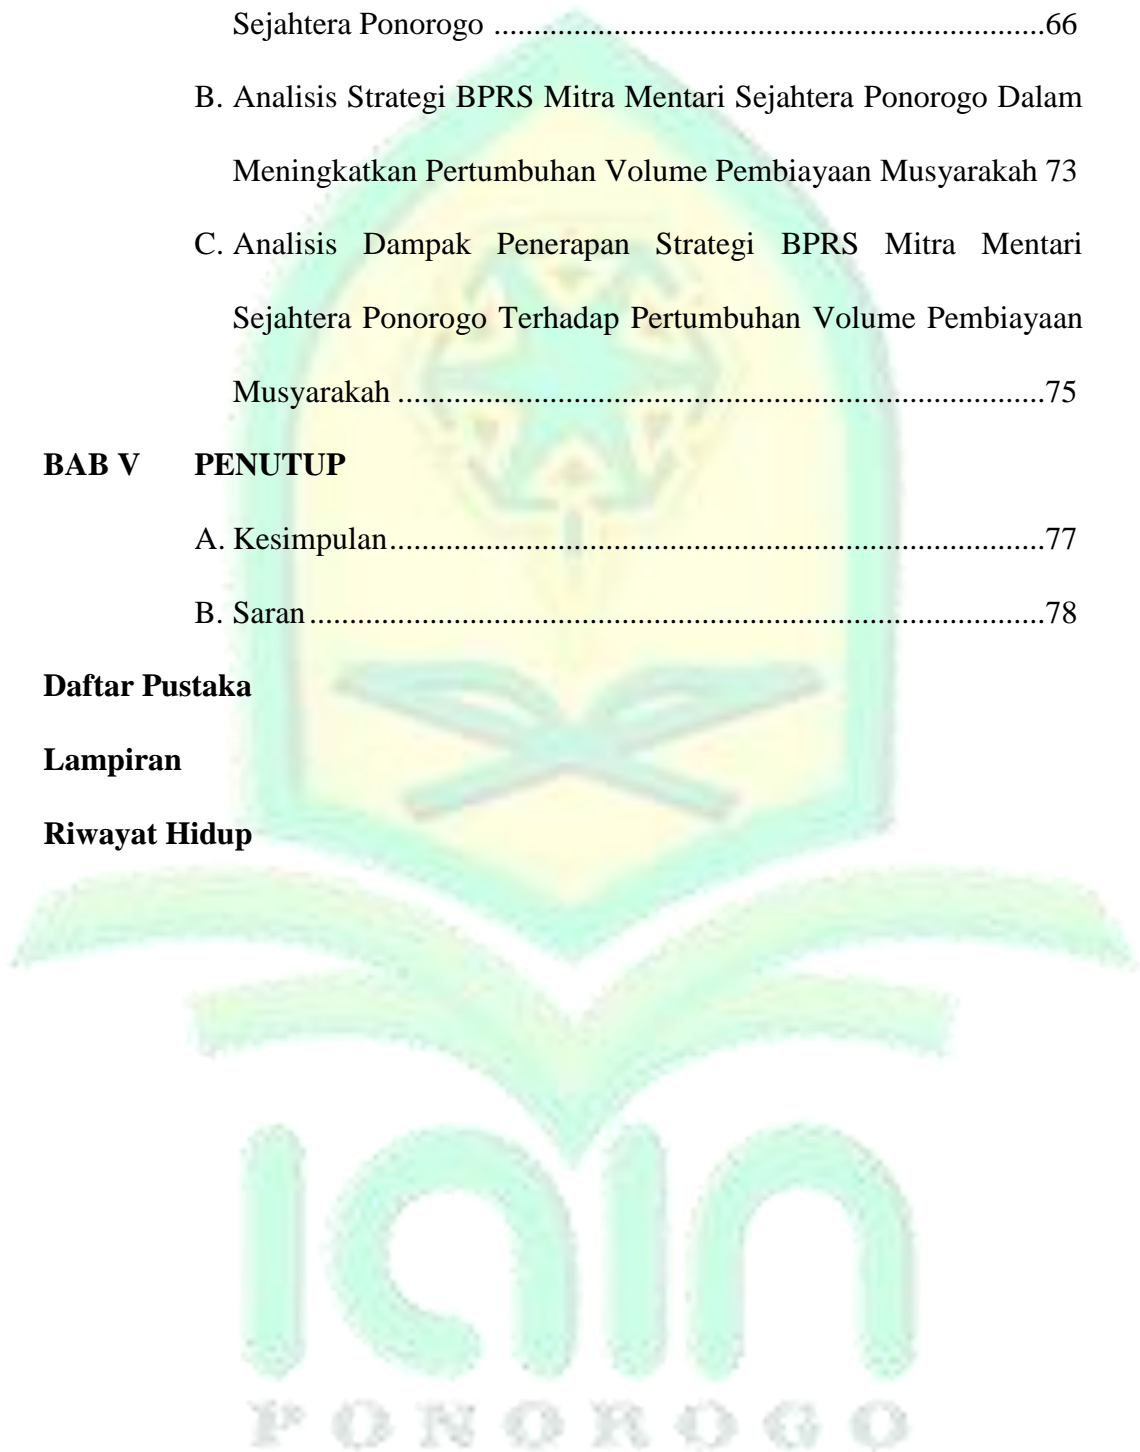 Sejahtera Ponorogo .....................................................................66
B. Analisis Strategi BPRS Mitra Mentari Sejahtera Ponorogo Dalam
Meningkatkan Pertumbuhan Volume Pembiayaan Musyarakah 73
C. Analisis Dampak Penerapan Strategi BPRS Mitra Mentari
Sejahtera Ponorogo Terhadap Pertumbuhan Volume Pembiayaan
Musyarakah .................................................................................75
BAB V PENUTUP
A. Kesimpulan..................................................................................77
B. Saran............................................................................................78
Daftar Pustaka
Lampiran
Riwayat Hidup
iain
PONOROGO